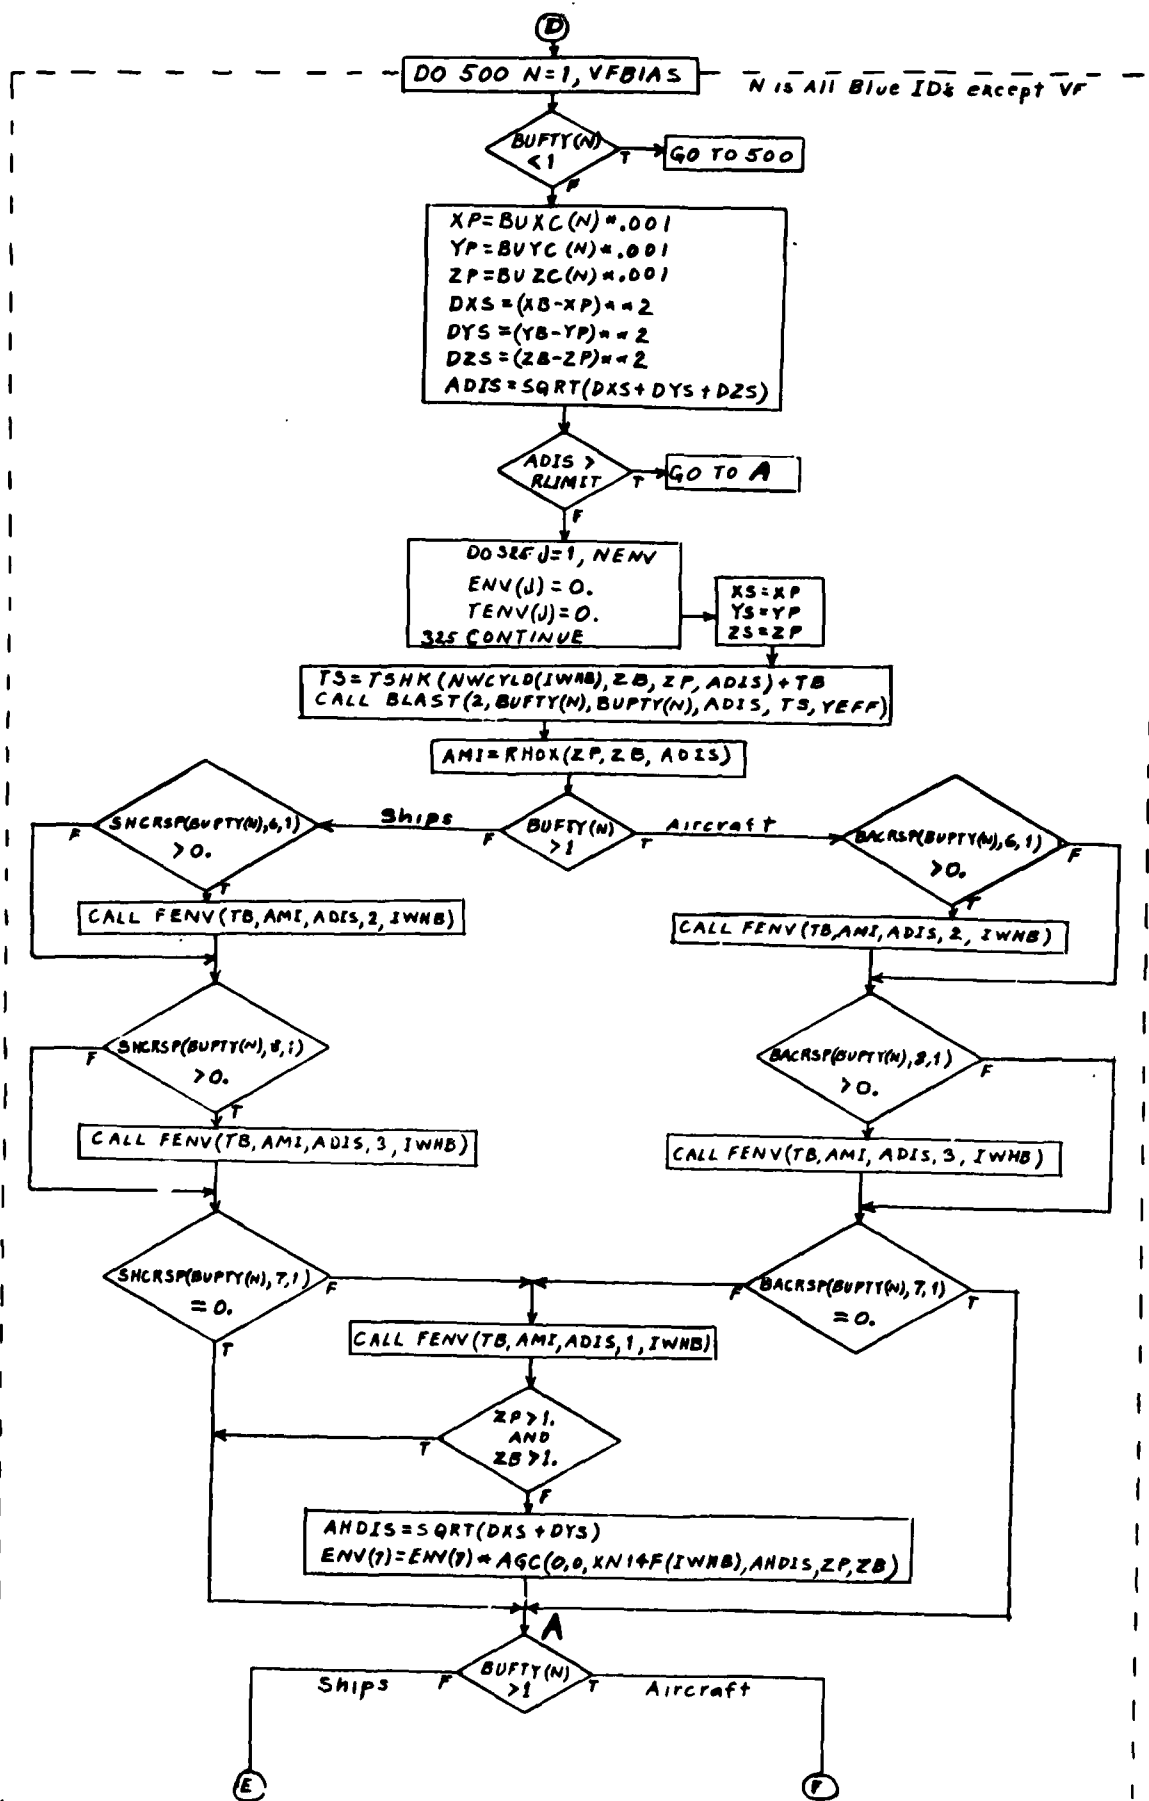 D
DO 500 N=1, VFBIAS
N is All Blue ID's except VF
BUFTY(N)
<1
T
GO TO 500
F
XP=BUXC(N)*.001
YP=BUYC(N)*.001
ZP=BUZC(N)*.001
DXS=(XB-XP)**2
DYS=(YB-YP)**2
DZS=(ZB-ZP)**2
ADIS=SQRT(DXS+DYS+DZS)
ADIS >
RLIMIT
T
GO TO A
F
DO 325 J=1, NENV
ENV(J)=0.
TENV(J)=0.
325 CONTINUE
XS=XP
YS=YP
ZS=ZP
TS=TSHK(NWCYLD(IWHB),ZB,ZP,ADIS)+TB
CALL BLAST(2,BUFTY(N),BUPTY(N),ADIS,TS,YEFF)
AMI=RHOX(ZP,ZB,ADIS)
BUFTY(N)
>1
F
Ships
T
Aircraft
SHCRSP(BUPTY(N),6,1)
>0.
F
T
BACRSP(BUPTY(N),6,1)
>0.
F
T
CALL FENV(TB,AMI,ADIS,2,IWHB)
CALL FENV(TB,AMI,ADIS,2,IWHB)
SHCRSP(BUPTY(N),8,1)
>0.
F
T
BACRSP(BUPTY(N),8,1)
>0.
F
T
CALL FENV(TB,AMI,ADIS,3,IWHB)
CALL FENV(TB,AMI,ADIS,3,IWHB)
SHCRSP(BUPTY(N),7,1)
=0.
F
T
BACRSP(BUPTY(N),7,1)
=0.
F
T
CALL FENV(TB,AMI,ADIS,1,IWHB)
ZP>1.
AND
ZB>1.
T
F
AHDIS=SQRT(DXS+DYS)
ENV(7)=ENV(7)*AGC(0,0,XN14F(IWHB),AHDIS,ZP,ZB)
A
BUFTY(N)
>1
Ships
F
T
Aircraft
E
F